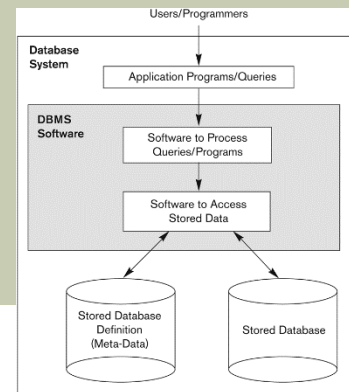 Users/Programmers
Database
System
Application Programs/Queries
DBMS
Software
Software to Process
Queries/Programs
Software to Access
Stored Data
Stored Database
Definition
(Meta-Data)
Stored Database